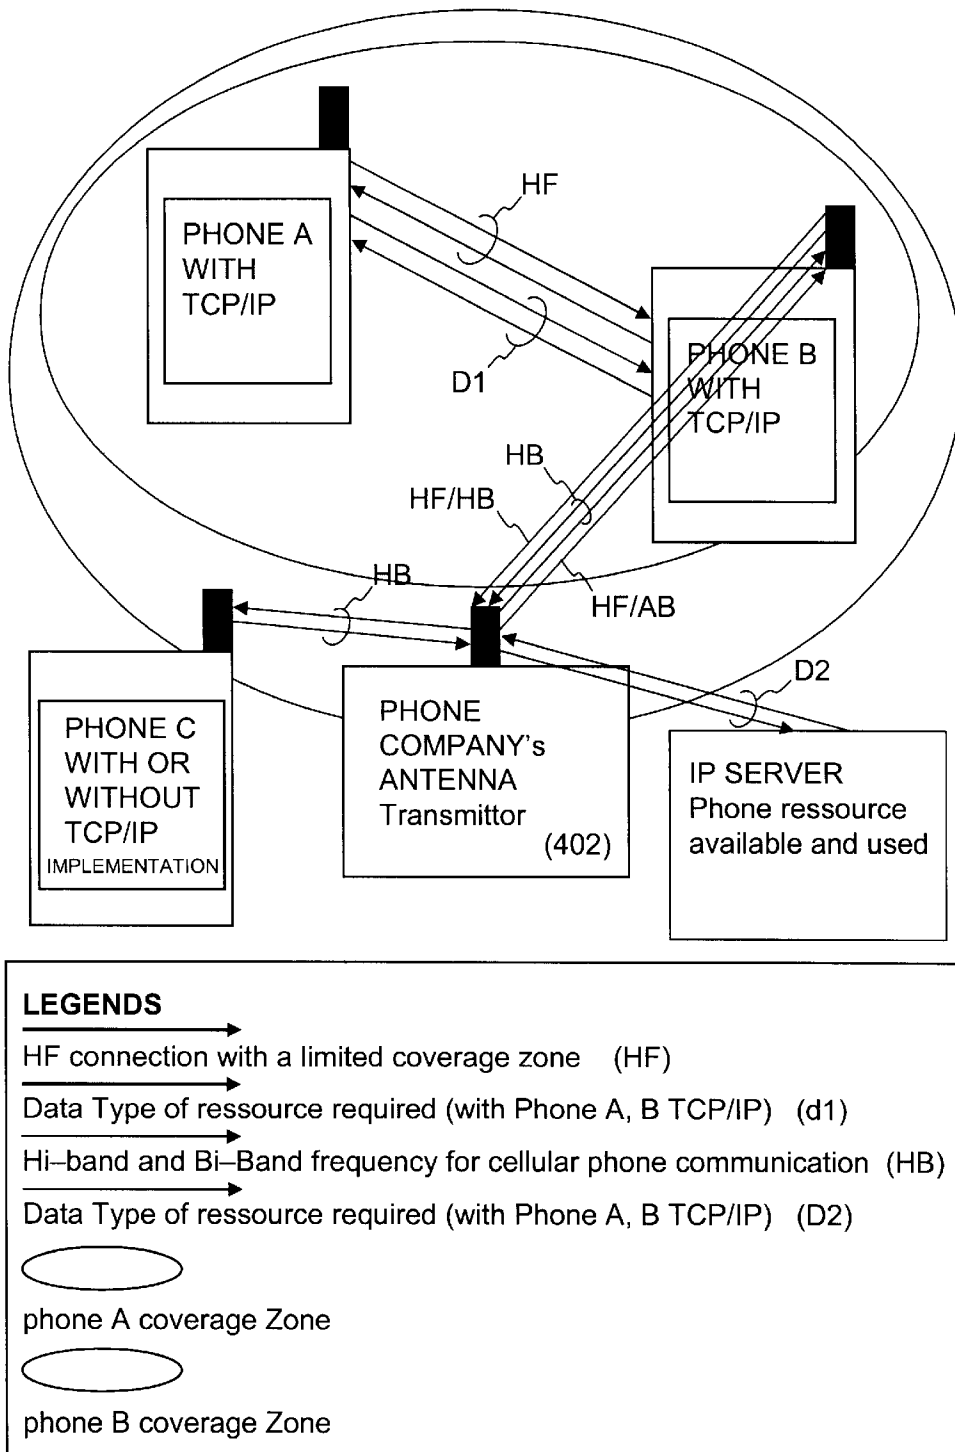 HF
PHONE A
WITH
TCP/IP
PHONE B
WITH
TCP/IP
D1
HB
HF/HB
HB
HF/AB
D2
PHONE C
WITH OR
WITHOUT
TCP/IP
IMPLEMENTATION
PHONE
COMPANY's
ANTENNA
Transmittor
(402)
IP SERVER
Phone ressource
available and used
LEGENDS
HF connection with a limited coverage zone (HF)
Data Type of ressource required (with Phone A, B TCP/IP) (d1)
Hi–band and Bi–Band frequency for cellular phone communication (HB)
Data Type of ressource required (with Phone A, B TCP/IP) (D2)
phone A coverage Zone
phone B coverage Zone